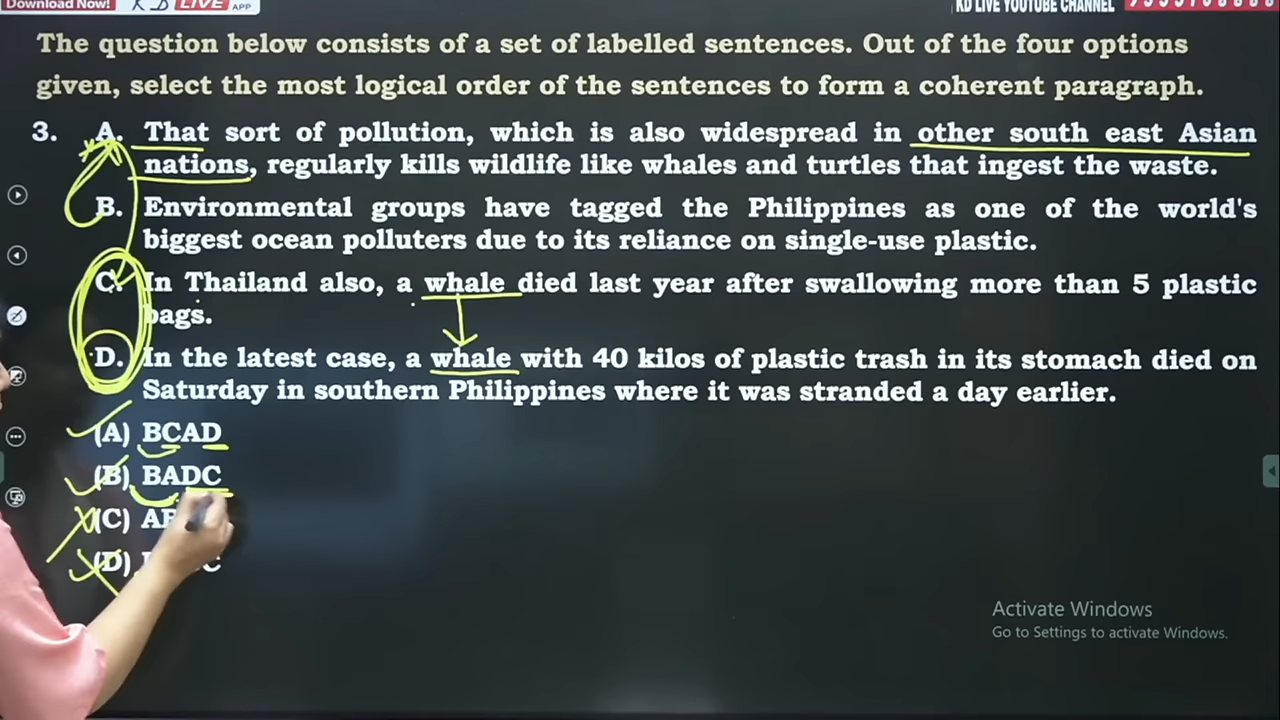 Download Now! K D LIVE APP
KD LIVE YOUTUBE CHANNEL
The question below consists of a set of labelled sentences. Out of the four options
given, select the most logical order of the sentences to form a coherent paragraph.
3. A. That sort of pollution, which is also widespread in other south east Asian
nations, regularly kills wildlife like whales and turtles that ingest the waste.
B. Environmental groups have tagged the Philippines as one of the world's
biggest ocean polluters due to its reliance on single-use plastic.
C. In Thailand also, a whale died last year after swallowing more than 5 plastic
bags.
D. In the latest case, a whale with 40 kilos of plastic trash in its stomach died on
Saturday in southern Philippines where it was stranded a day earlier.
(A) BCAD
(B) BADC
(C)
(D)
Activate Windows
Go to Settings to activate Windows.